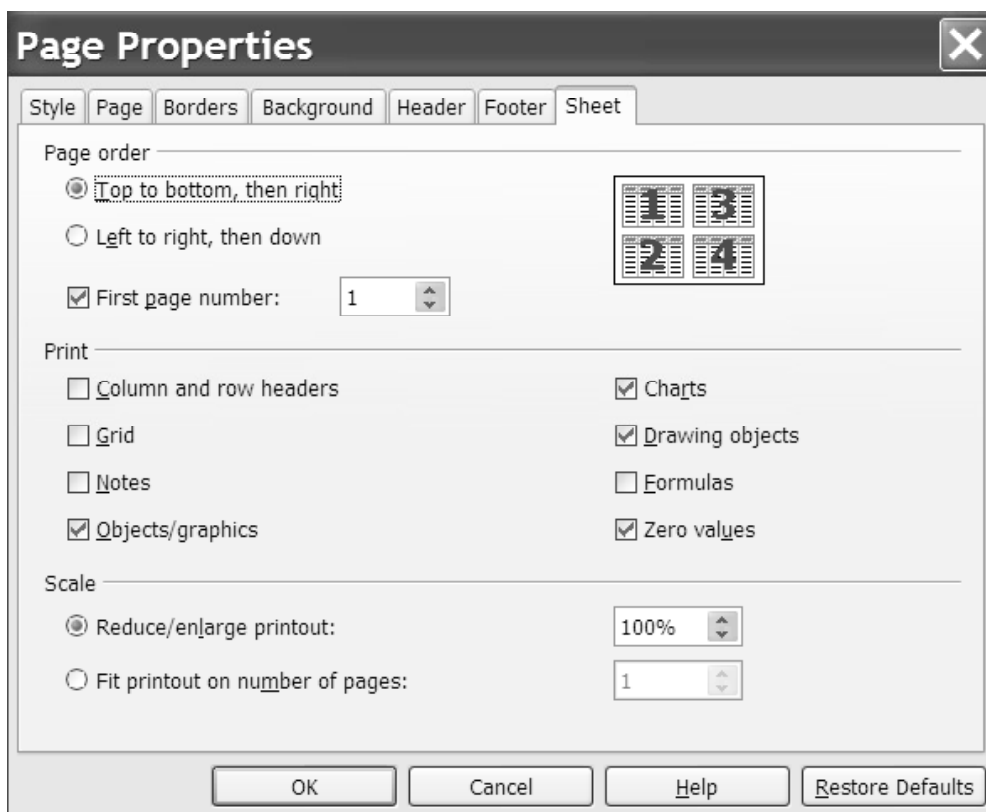 Page Properties
Style Page Borders Background Header Footer Sheet
Page order
Top to bottom, then right
1 3
2 4
Left to right, then down
First page number: 1
Print
Column and row headers
Charts
Grid
Drawing objects
Notes
Formulas
Objects/graphics
Zero values
Scale
Reduce/enlarge printout: 100%
Fit printout on number of pages: 1
OK Cancel Help Restore Defaults